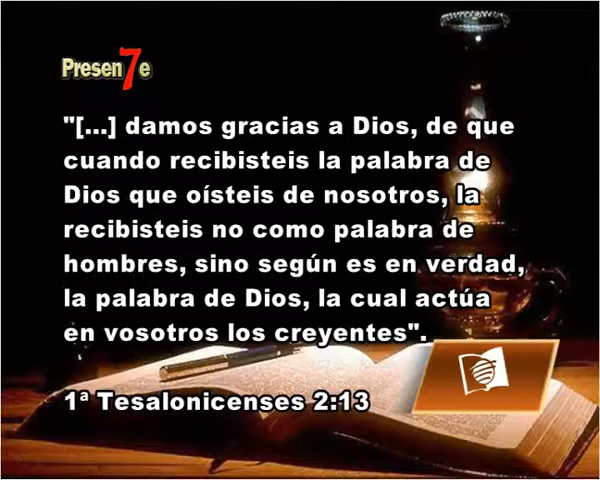 Presen7e
"[...] damos gracias a Dios, de que
cuando recibisteis la palabra de
Dios que oísteis de nosotros, la
recibisteis no como palabra de
hombres, sino según es en verdad,
la palabra de Dios, la cual actúa
en vosotros los creyentes".
1ª Tesalonicenses 2:13